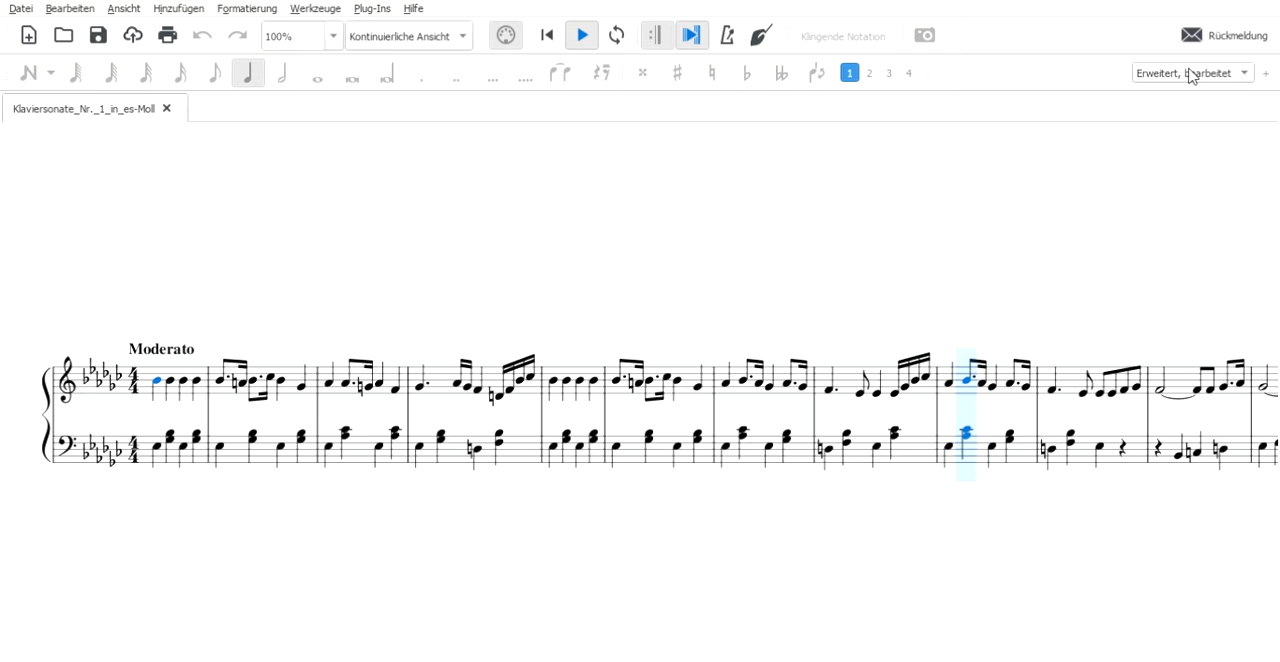 Datei Bearbeiten Ansicht Hinzufügen Formatierung Werkzeuge Plug-Ins Hilfe
100% Kontinuierliche Ansicht Klingende Notation Rückmeldung
1 2 3 4 Erweitert, bearbeitet +
Klaviersonate_Nr._1_in_es-Moll
Moderato